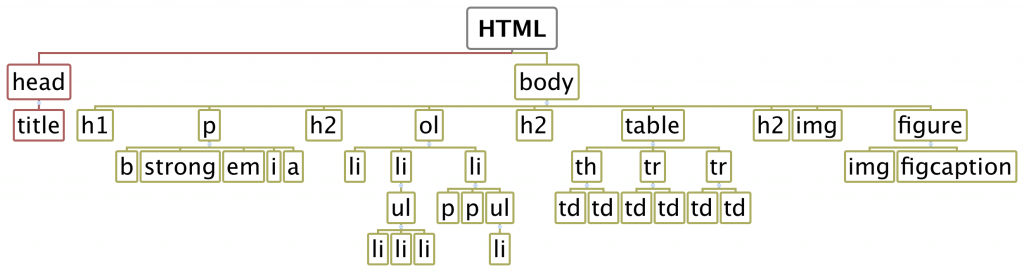 HTML
head body
title h1 p h2 ol h2 table h2 img figure
b strong em i a li li li th tr tr img figcaption
ul p p ul td td td td td td
li li li li